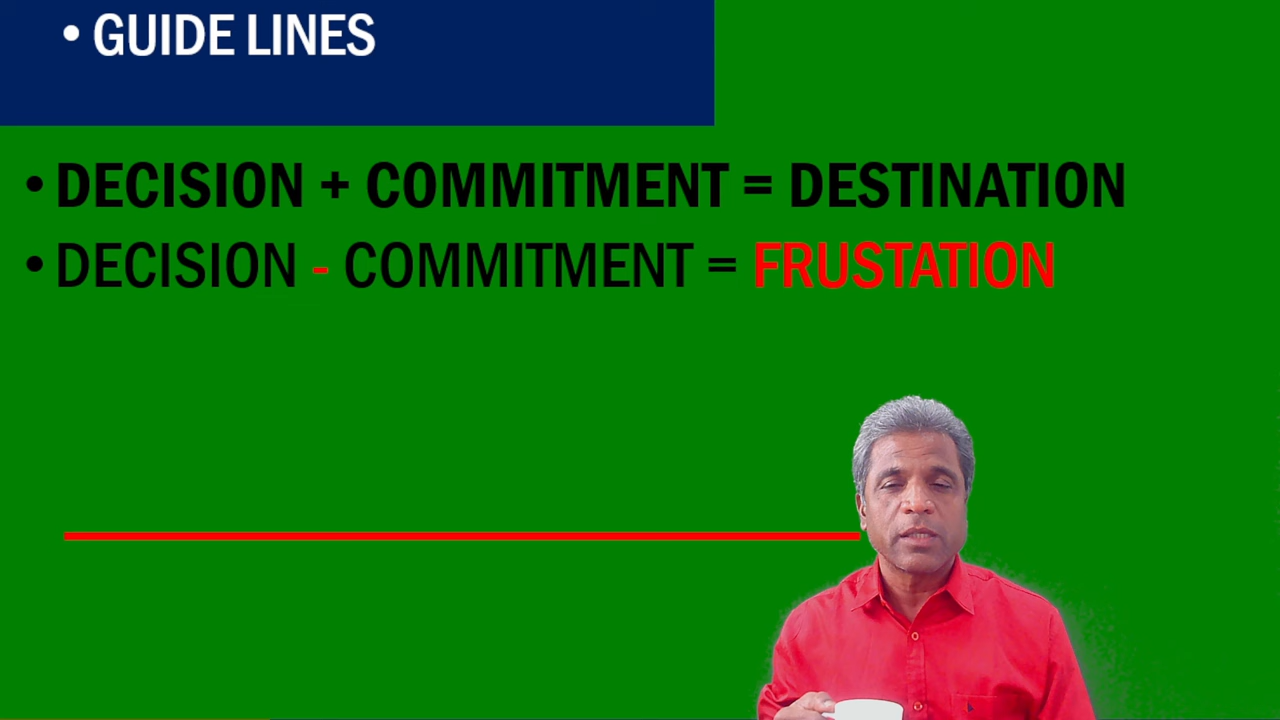 • GUIDE LINES
• DECISION + COMMITMENT = DESTINATION
• DECISION - COMMITMENT = FRUSTATION